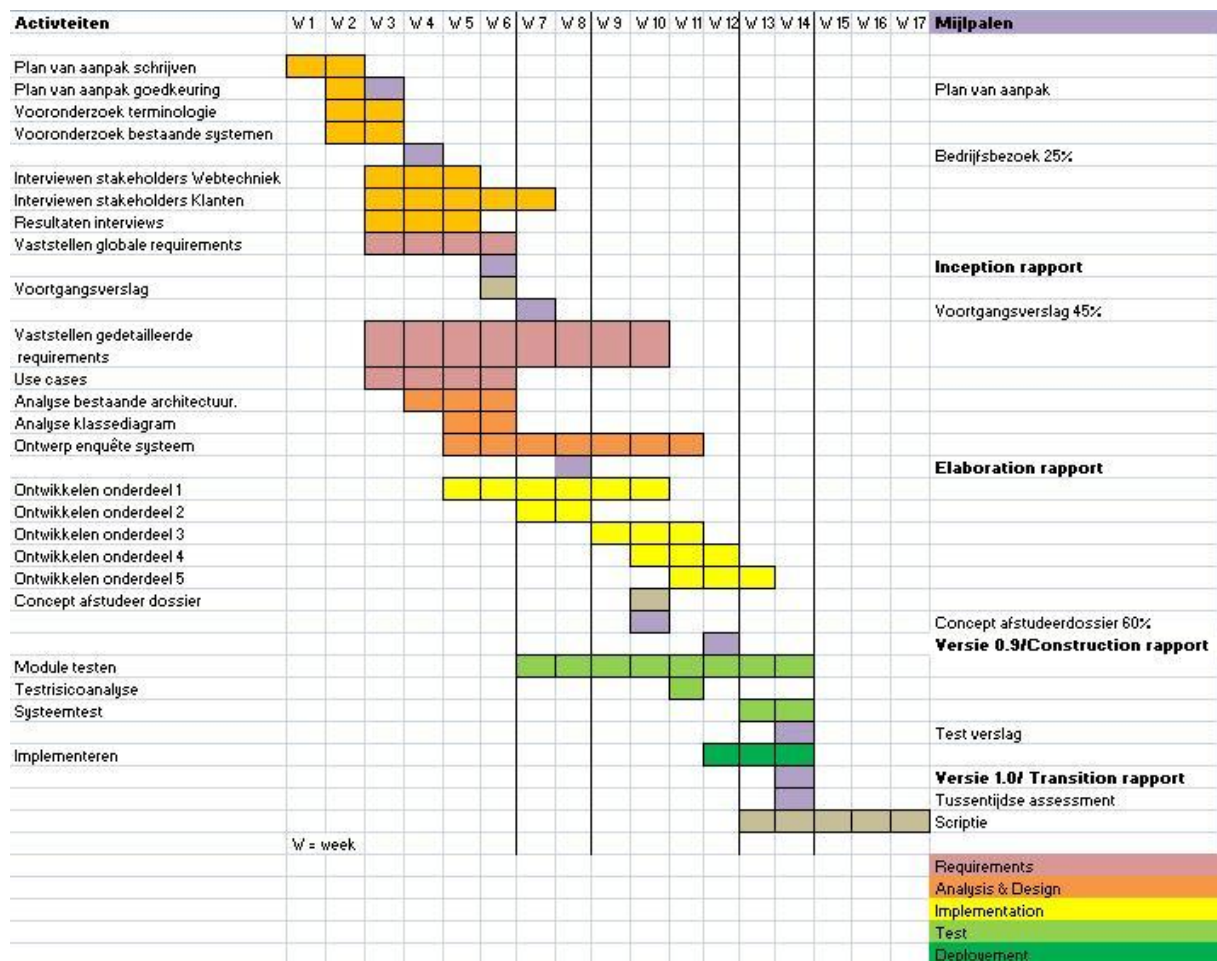 Activteiten W 1 W 2 W 3 W 4 W 5 W 6 W 7 W 8 W 9 W 10 W 11 W 12 W 13 W 14 W 15 W 16 W 17 Mijlpalen
Plan van aanpak schrijven
Plan van aanpak goedkeuring Plan van aanpak
Vooronderzoek terminologie
Vooronderzoek bestaande systemen
Bedrijfsbezoek 25%
Interviewen stakeholders Webtechniek
Interviewen stakeholders Klanten
Resultaten interviews
Vaststellen globale requirements
Inception rapport
Voortgangsverslag
Voortgangsverslag 45%
Vaststellen gedetailleerde
requirements
Use cases
Analyse bestaande architectuur.
Analyse klassediagram
Ontwerp enquête systeem
Elaboration rapport
Ontwikkelen onderdeel 1
Ontwikkelen onderdeel 2
Ontwikkelen onderdeel 3
Ontwikkelen onderdeel 4
Ontwikkelen onderdeel 5
Concept afstudeer dossier
Concept afstudeerdossier 60%
Versie 0.9/Construction rapport
Module testen
Testrisicoanalyse
Systeemtest
Test verslag
Implementeren
Versie 1.0/ Transition rapport
Tussentijdse assessment
Scriptie
W = week
Requirements
Analysis & Design
Implementation
Test
Deployement